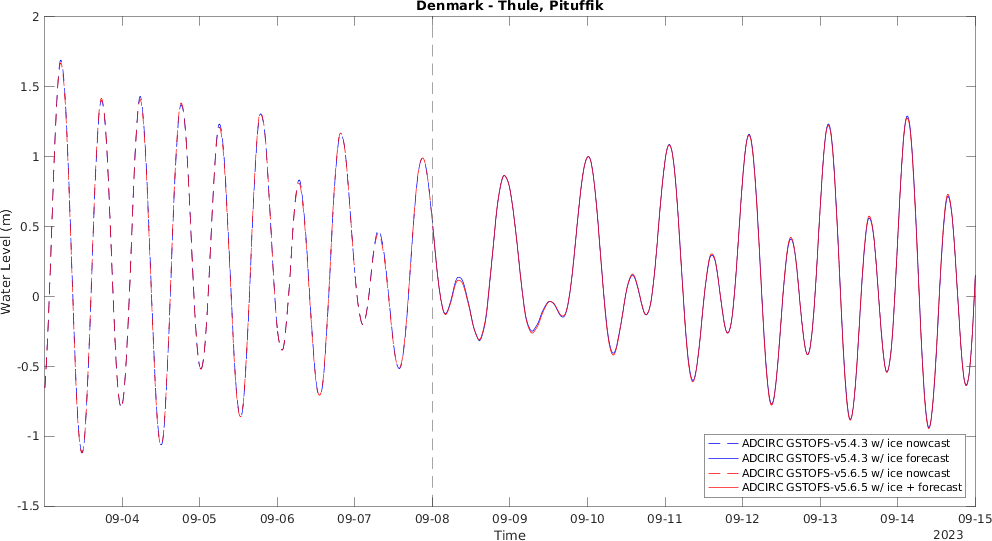 Denmark - Thule, Pituffik
2
1.5
1
0.5
0
-0.5
-1
-1.5
Water Level (m)
09-04 09-05 09-06 09-07 09-08 09-09 09-10 09-11 09-12 09-13 09-14 09-15
Time
2023
ADCIRC GSTOFS-v5.4.3 w/ ice nowcast
ADCIRC GSTOFS-v5.4.3 w/ ice forecast
ADCIRC GSTOFS-v5.6.5 w/ ice nowcast
ADCIRC GSTOFS-v5.6.5 w/ ice + forecast